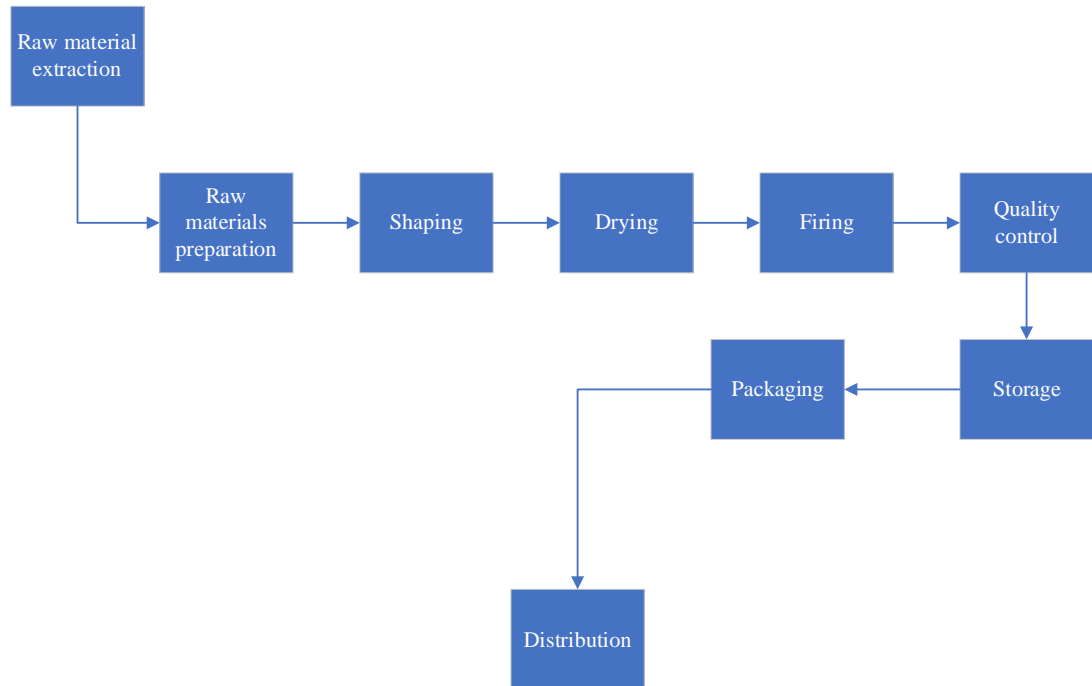 Raw material
extraction
Raw
materials
preparation
Shaping
Drying
Firing
Quality
control
Packaging
Storage
Distribution